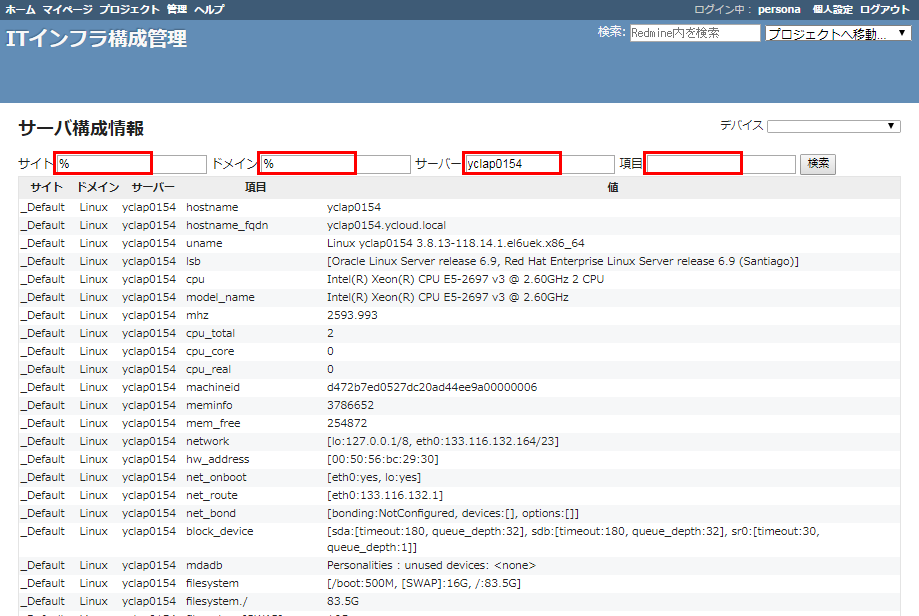 ホーム マイページ プロジェクト 管理 ヘルプ ログイン中： persona 個人設定 ログアウト
ITインフラ構成管理 検索: Redmine内を検索 プロジェクトへ移動...
サーバ構成情報 デバイス
サイト % ドメイン % サーバー yclap0154 項目 検索
サイト ドメイン サーバー 項目 値
_Default Linux yclap0154 hostname yclap0154
_Default Linux yclap0154 hostname_fqdn yclap0154.ycloud.local
_Default Linux yclap0154 uname Linux yclap0154 3.8.13-118.14.1.el6uek.x86_64
_Default Linux yclap0154 lsb [Oracle Linux Server release 6.9, Red Hat Enterprise Linux Server release 6.9 (Santiago)]
_Default Linux yclap0154 cpu Intel(R) Xeon(R) CPU E5-2697 v3 @ 2.60GHz 2 CPU
_Default Linux yclap0154 model_name Intel(R) Xeon(R) CPU E5-2697 v3 @ 2.60GHz
_Default Linux yclap0154 mhz 2593.993
_Default Linux yclap0154 cpu_total 2
_Default Linux yclap0154 cpu_core 0
_Default Linux yclap0154 cpu_real 0
_Default Linux yclap0154 machineid d472b7ed0527dc20ad44ee9a00000006
_Default Linux yclap0154 meminfo 3786652
_Default Linux yclap0154 mem_free 254872
_Default Linux yclap0154 network [lo:127.0.0.1/8, eth0:133.116.132.164/23]
_Default Linux yclap0154 hw_address [00:50:56:bc:29:30]
_Default Linux yclap0154 net_onboot [eth0:yes, lo:yes]
_Default Linux yclap0154 net_route [eth0:133.116.132.1]
_Default Linux yclap0154 net_bond [bonding:NotConfigured, devices:[], options:[]]
_Default Linux yclap0154 block_device [sda:[timeout:180, queue_depth:32], sdb:[timeout:180, queue_depth:32], sr0:[timeout:30,
queue_depth:1]]
_Default Linux yclap0154 mdadb Personalities : unused devices: <none>
_Default Linux yclap0154 filesystem [/boot:500M, [SWAP]:16G, /:83.5G]
_Default Linux yclap0154 filesystem./ 83.5G